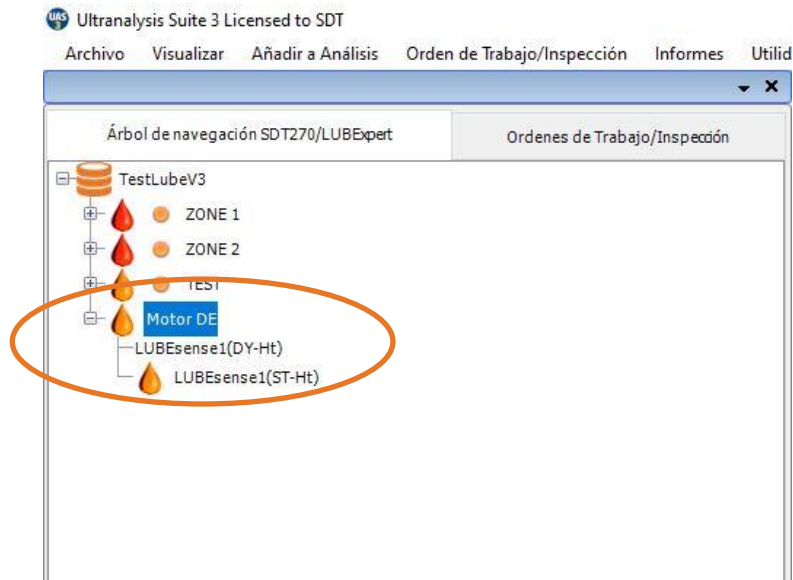 UAS 3 Ultranalysis Suite 3 Licensed to SDT
Archivo Visualizar Añadir a Análisis Orden de Trabajo/Inspección Informes Utilid
Árbol de navegación SDT270/LUBExpert Ordenes de Trabajo/Inspección
TestLubeV3
ZONE 1
ZONE 2
TEST
Motor DE
LUBEsense1(DY-Ht)
LUBEsense1(ST-Ht)